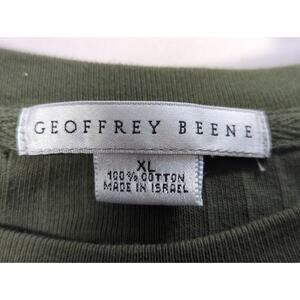 GEOFFREY BEENE
XL
100% COTTON
MADE IN ISRAEL